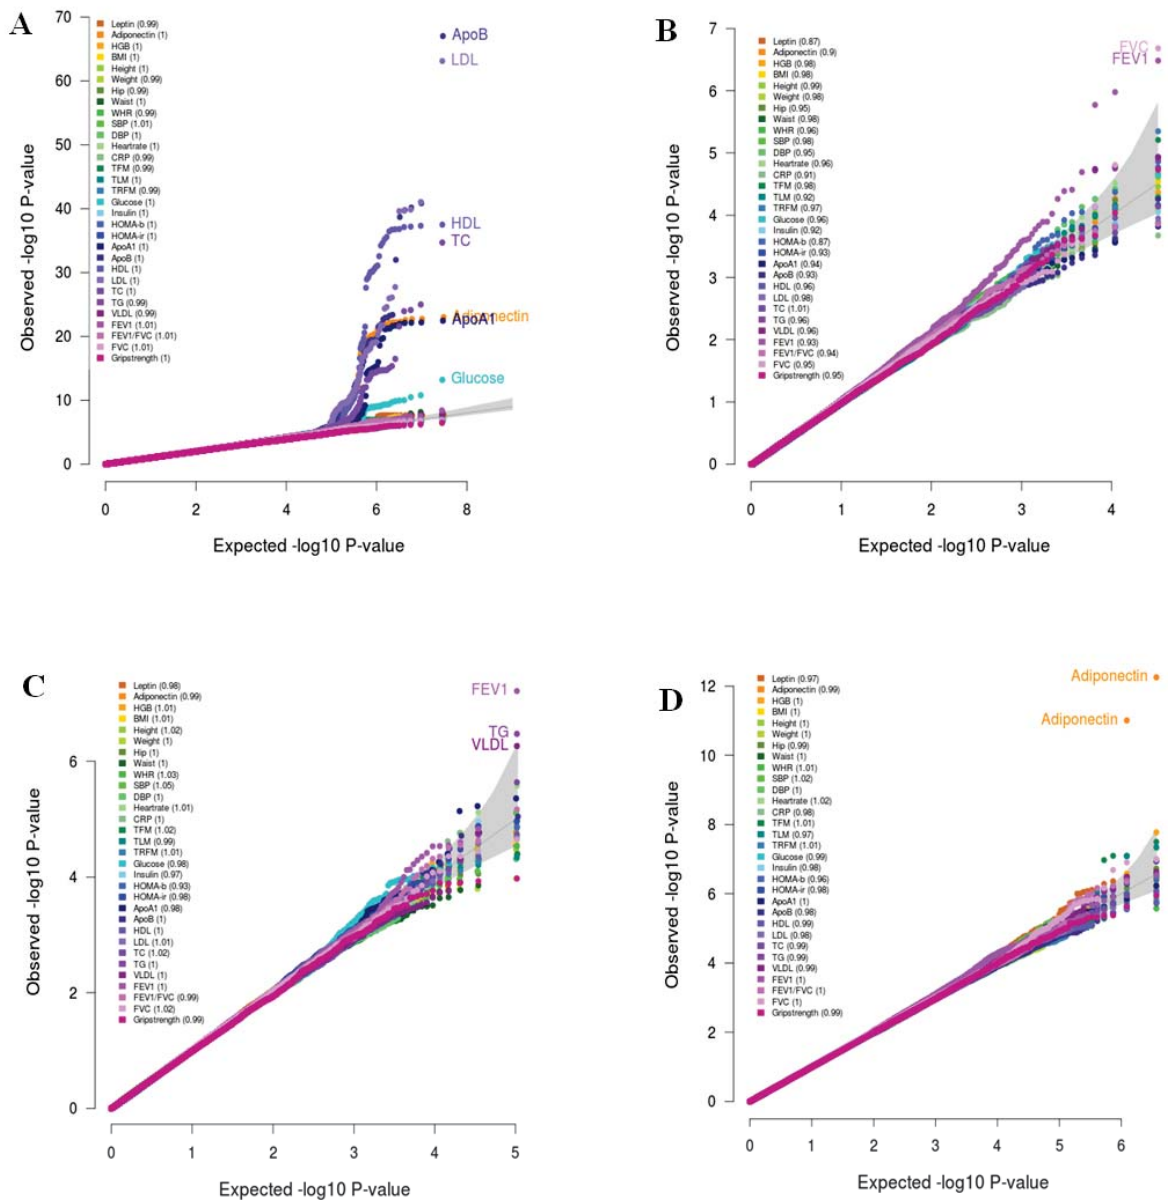 A
70
60
50
40
30
20
10
0
Observed -log10 P-value
Leptin (0.99)
Adiponectin (1)
HGB (1)
BMI (1)
Height (1)
Weight (0.99)
Hip (0.99)
Waist (1)
WHR (0.99)
SBP (1.01)
DBP (1)
Heartrate (1)
CRP (0.99)
TFM (0.99)
TLM (1)
TRFM (0.99)
Glucose (1)
Insulin (1)
HOMA-b (1)
HOMA-ir (1)
ApoA1 (1)
ApoB (1)
HDL (1)
LDL (1)
TC (1)
TG (0.99)
VLDL (0.99)
FEV1 (1.01)
FEV1/FVC (1.01)
FVC (1.01)
Gripstrength (1)
ApoB
LDL
HDL
TC
Adiponectin
ApoA1
Glucose
0 2 4 6 8
Expected -log10 P-value
B
7
6
5
4
3
2
1
0
Observed -log10 P-value
Leptin (0.87)
Adiponectin (0.9)
HGB (0.98)
BMI (0.98)
Height (0.99)
Weight (0.98)
Hip (0.95)
Waist (0.98)
WHR (0.96)
SBP (0.98)
DBP (0.95)
Heartrate (0.96)
CRP (0.91)
TFM (0.98)
TLM (0.92)
TRFM (0.97)
Glucose (0.96)
Insulin (0.92)
HOMA-b (0.87)
HOMA-ir (0.93)
ApoA1 (0.94)
ApoB (0.93)
HDL (0.96)
LDL (0.98)
TC (1.01)
TG (0.96)
VLDL (0.96)
FEV1 (0.93)
FEV1/FVC (0.94)
FVC (0.95)
Gripstrength (0.95)
FVC
FEV1
0 1 2 3 4
Expected -log10 P-value
C
6
4
2
0
Observed -log10 P-value
Leptin (0.98)
Adiponectin (0.99)
HGB (1.01)
BMI (1.01)
Height (1.02)
Weight (1)
Hip (1)
Waist (1)
WHR (1.03)
SBP (1.05)
DBP (1)
Heartrate (1.01)
CRP (1)
TFM (1.02)
TLM (0.99)
TRFM (1.01)
Glucose (0.98)
Insulin (0.97)
HOMA-b (0.93)
HOMA-ir (0.98)
ApoA1 (0.98)
ApoB (1)
HDL (1)
LDL (1.01)
TC (1.02)
TG (1)
VLDL (1)
FEV1 (1)
FEV1/FVC (0.99)
FVC (1.02)
Gripstrength (0.99)
FEV1
TG
VLDL
0 1 2 3 4 5
Expected -log10 P-value
D
12
10
8
6
4
2
0
Observed -log10 P-value
Leptin (0.97)
Adiponectin (0.99)
HGB (1)
BMI (1)
Height (1)
Weight (1)
Hip (0.99)
Waist (1)
WHR (1.01)
SBP (1.02)
DBP (1)
Heartrate (1.02)
CRP (0.98)
TFM (1.01)
TLM (0.97)
TRFM (1.01)
Glucose (0.99)
Insulin (0.98)
HOMA-b (0.96)
HOMA-ir (0.98)
ApoA1 (1)
ApoB (0.98)
HDL (0.99)
LDL (0.98)
TC (0.99)
TG (0.99)
VLDL (0.99)
FEV1 (1)
FEV1/FVC (1)
FVC (1)
Gripstrength (0.99)
Adiponectin
Adiponectin
0 1 2 3 4 5 6
Expected -log10 P-value